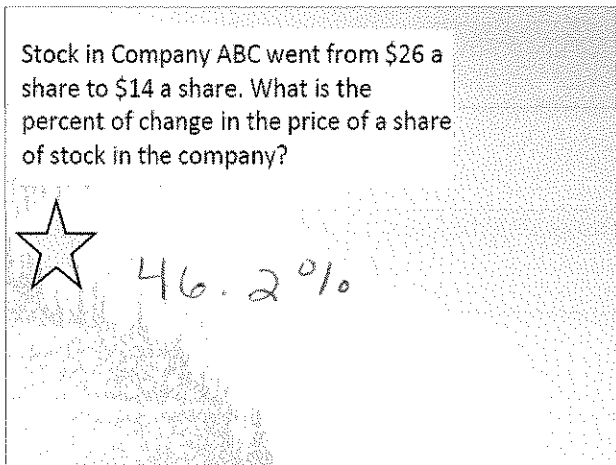 Stock in Company ABC went from $26 a
share to $14 a share. What is the
percent of change in the price of a share
of stock in the company?
46.2%